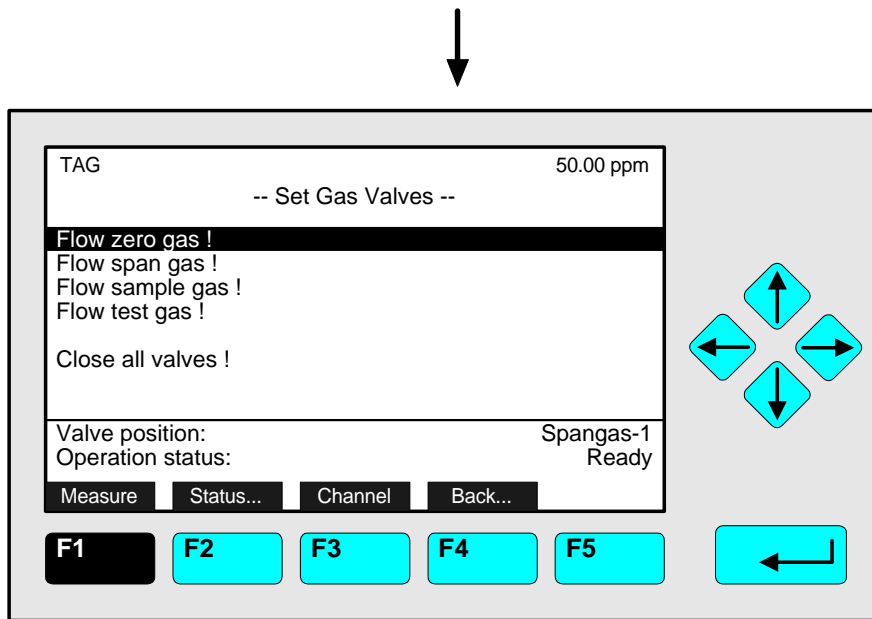 TAG 50.00 ppm
-- Set Gas Valves --
Flow zero gas !
Flow span gas !
Flow sample gas !
Flow test gas !
Close all valves !
Valve position: Spangas-1
Operation status: Ready
Measure Status... Channel Back...
F1 F2 F3 F4 F5